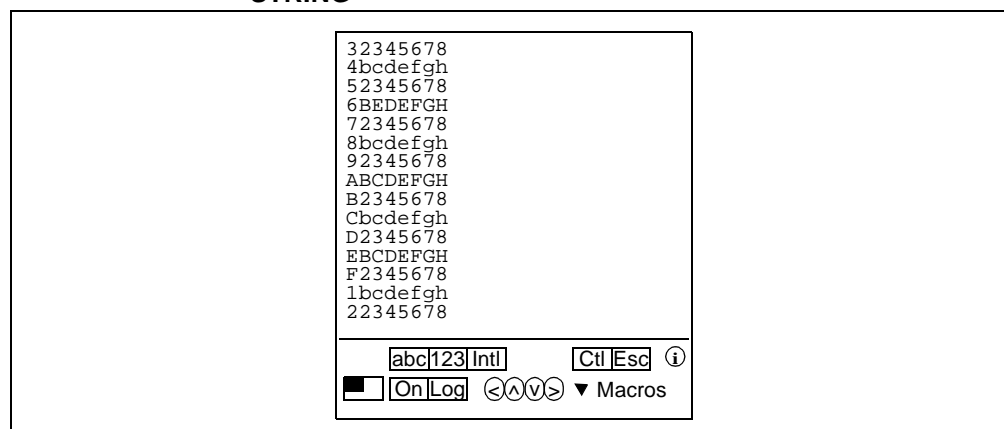 STRING
32345678
4bcdefgh
52345678
6BEDEFGH
72345678
8bcdefgh
92345678
ABCDEFGH
B2345678
Cbcdefgh
D2345678
EBCDEFGH
F2345678
1bcdefgh
22345678
abc 123 Intl Ctl Esc i
On Log < ^ v > ▼ Macros